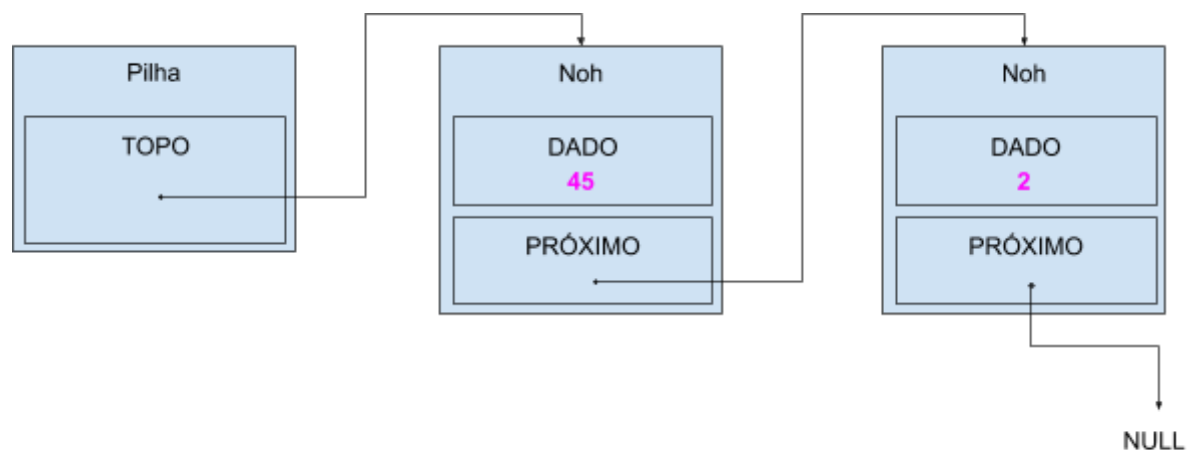 Pilha
TOPO
Noh
DADO
45
PRÓXIMO
Noh
DADO
2
PRÓXIMO
NULL